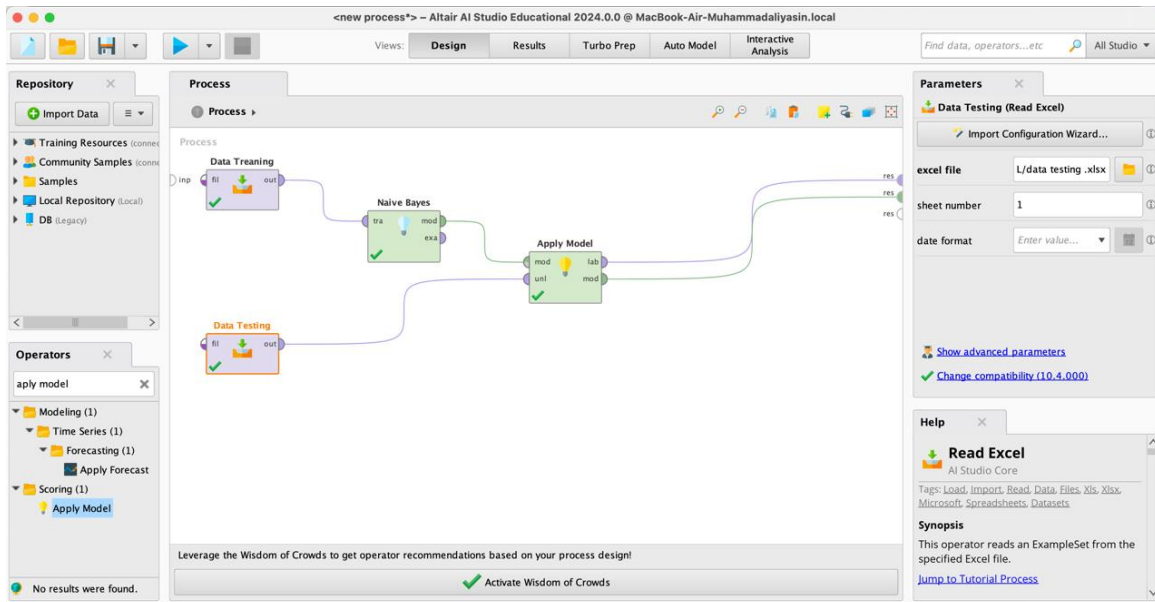 <new process*> – Altair AI Studio Educational 2024.0.0 @ MacBook-Air-Muhammadaliyasin.local
Views: Design Results Turbo Prep Auto Model Interactive Analysis
Find data, operators...etc All Studio
Repository
Import Data
Training Resources (connec
Community Samples (conne
Samples
Local Repository (Local)
DB (Legacy)
Operators
aply model
Modeling (1)
Time Series (1)
Forecasting (1)
Apply Forecast
Scoring (1)
Apply Model
No results were found.
Process
Process
Process
inp
Data Treaning
fil out
Naive Bayes
tra mod
exa
Apply Model
mod lab
unl mod
Data Testing
fil out
res
res
res
Leverage the Wisdom of Crowds to get operator recommendations based on your process design!
Activate Wisdom of Crowds
Parameters
Data Testing (Read Excel)
Import Configuration Wizard...
excel file L/data testing .xlsx
sheet number 1
date format Enter value...
Show advanced parameters
Change compatibility (10.4.000)
Help
Read Excel
AI Studio Core
Tags: Load, Import, Read, Data, Files, Xls, Xlsx,
Microsoft, Spreadsheets, Datasets
Synopsis
This operator reads an ExampleSet from the
specified Excel file.
Jump to Tutorial Process